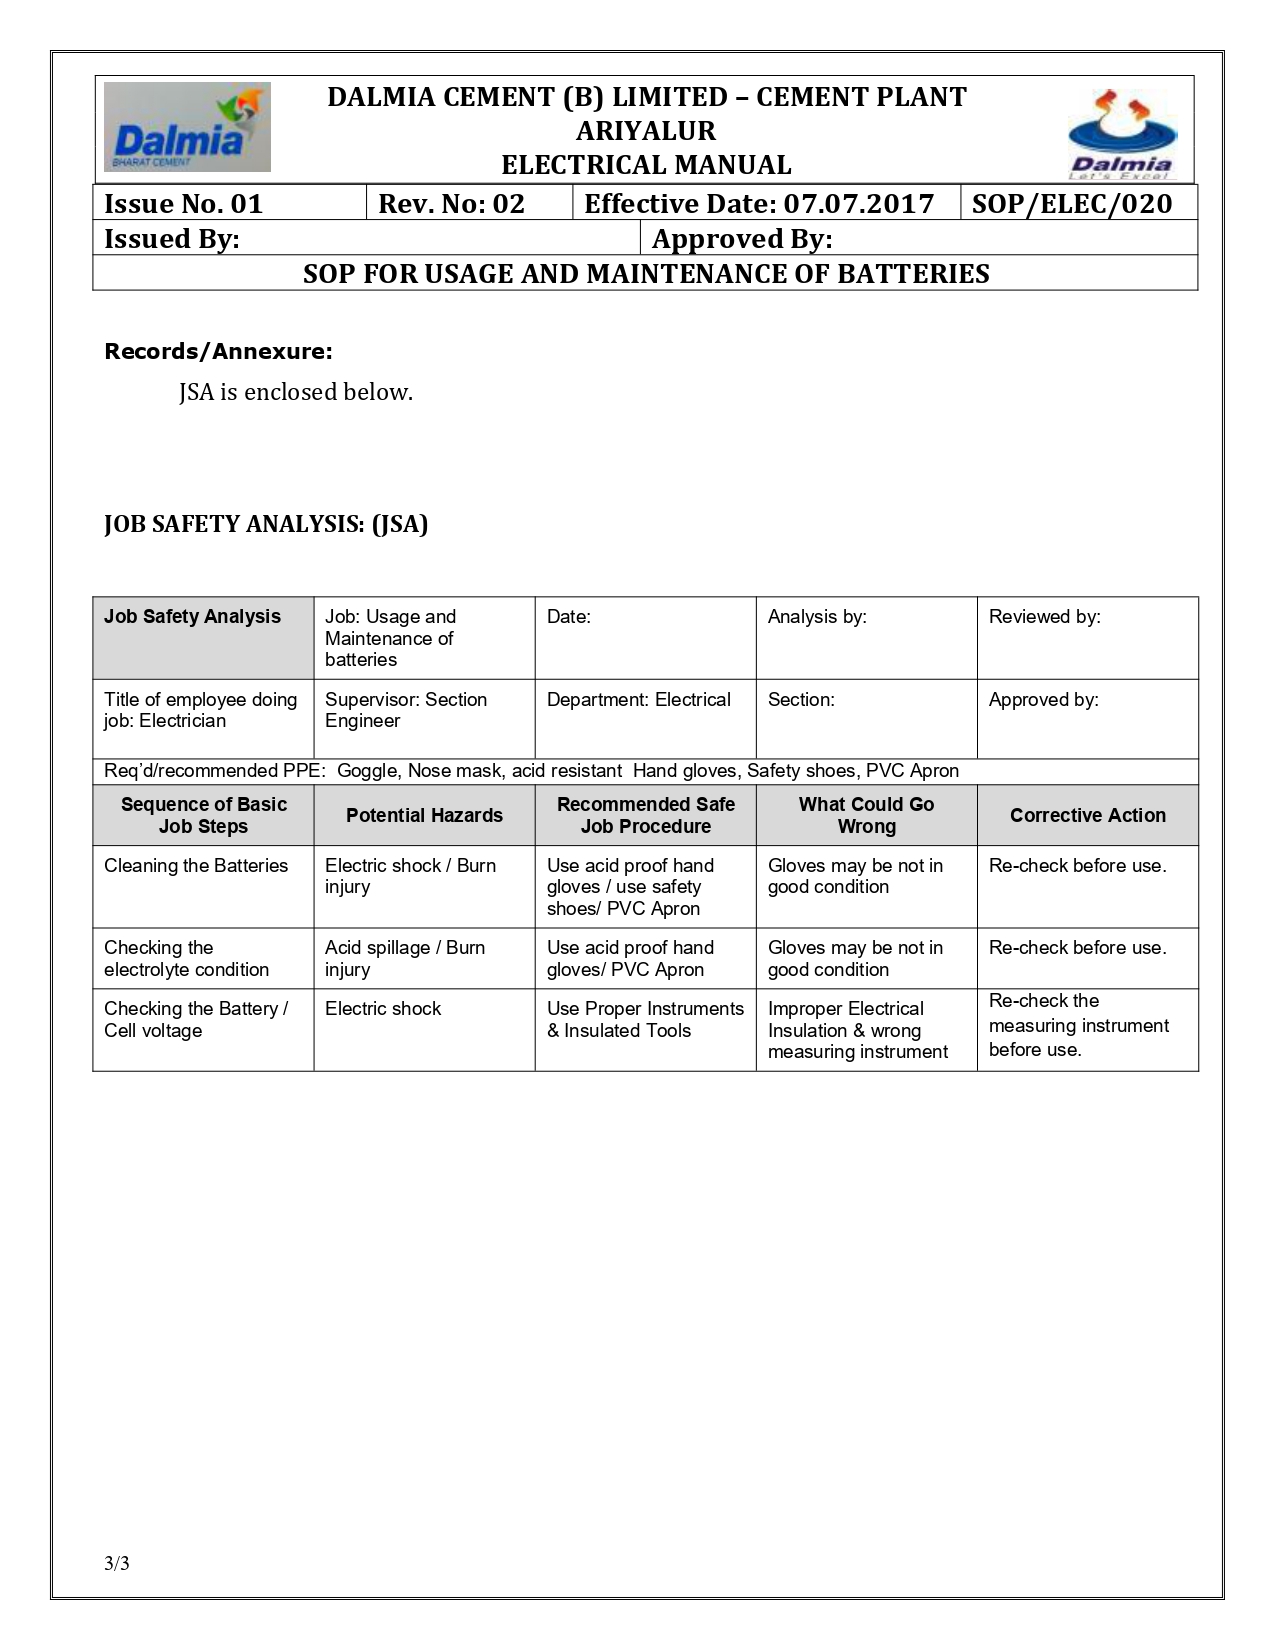 Dalmia
BHARAT CEMENT
DALMIA CEMENT (B) LIMITED – CEMENT PLANT
ARIYALUR
ELECTRICAL MANUAL
Dalmia
Let's Excel
Issue No. 01 Rev. No: 02 Effective Date: 07.07.2017 SOP/ELEC/020
Issued By: Approved By:
SOP FOR USAGE AND MAINTENANCE OF BATTERIES
Records/Annexure:
JSA is enclosed below.
JOB SAFETY ANALYSIS: (JSA)
Job Safety Analysis
Job: Usage and
Maintenance of
batteries
Date:
Analysis by:
Reviewed by:
Title of employee doing
job: Electrician
Supervisor: Section
Engineer
Department: Electrical
Section:
Approved by:
Req’d/recommended PPE:  Goggle, Nose mask, acid resistant  Hand gloves, Safety shoes, PVC Apron
Sequence of Basic
Job Steps
Potential Hazards
Recommended Safe
Job Procedure
What Could Go
Wrong
Corrective Action
Cleaning the Batteries
Electric shock / Burn
injury
Use acid proof hand
gloves / use safety
shoes/ PVC Apron
Gloves may be not in
good condition
Re-check before use.
Checking the
electrolyte condition
Acid spillage / Burn
injury
Use acid proof hand
gloves/ PVC Apron
Gloves may be not in
good condition
Re-check before use.
Checking the Battery /
Cell voltage
Electric shock
Use Proper Instruments
& Insulated Tools
Improper Electrical
Insulation & wrong
measuring instrument
Re-check the
measuring instrument
before use.
3/3